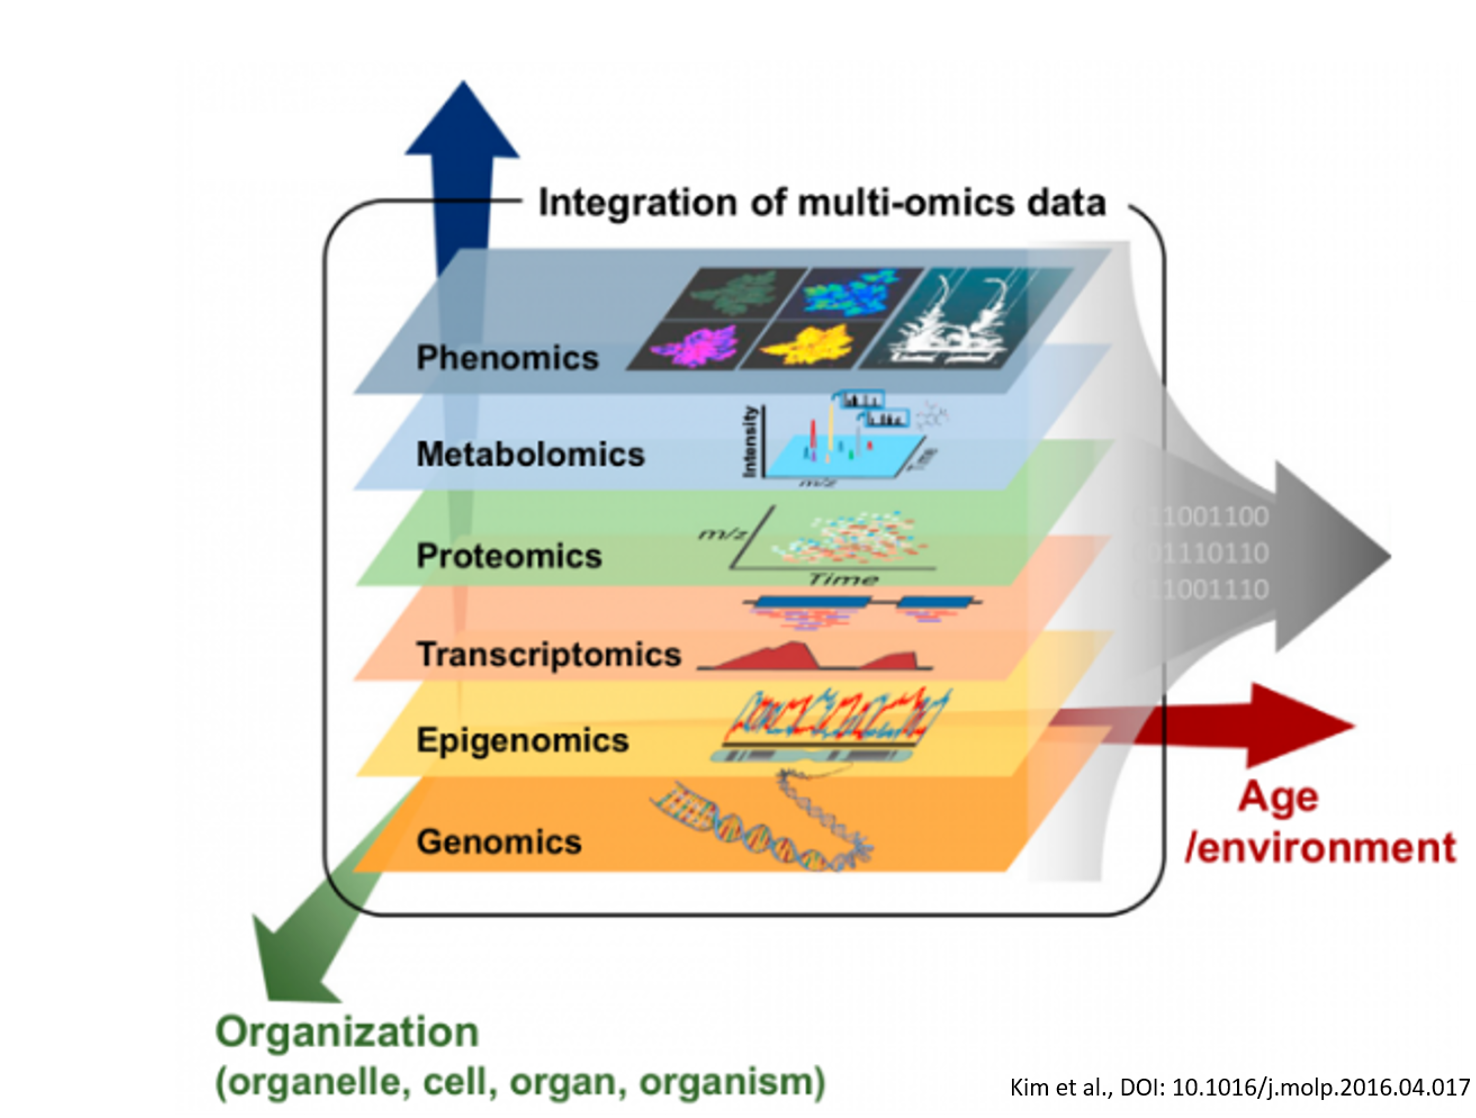 Integration of multi-omics data
Phenomics
Intensity
Time
m/z
Metabolomics
m/z
Time
Proteomics
Transcriptomics
Epigenomics
Genomics
11001100
01110110
11001110
Age
/environment
Organization
(organelle, cell, organ, organism)
Kim et al., DOI: 10.1016/j.molp.2016.04.017